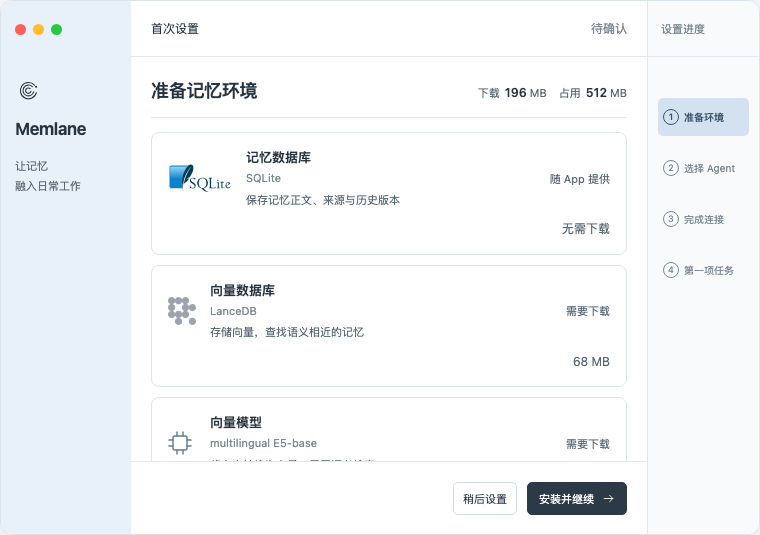 首次设置
待确认
设置进度
Memlane
让记忆
融入日常工作
准备记忆环境
下载 196 MB 占用 512 MB
SQLite
记忆数据库
SQLite
保存记忆正文、来源与历史版本
随 App 提供
无需下载
向量数据库
LanceDB
存储向量，查找语义相近的记忆
需要下载
68 MB
向量模型
multilingual E5-base
需要下载
稍后设置
安装并继续 →
1 准备环境
2 选择 Agent
3 完成连接
4 第一项任务